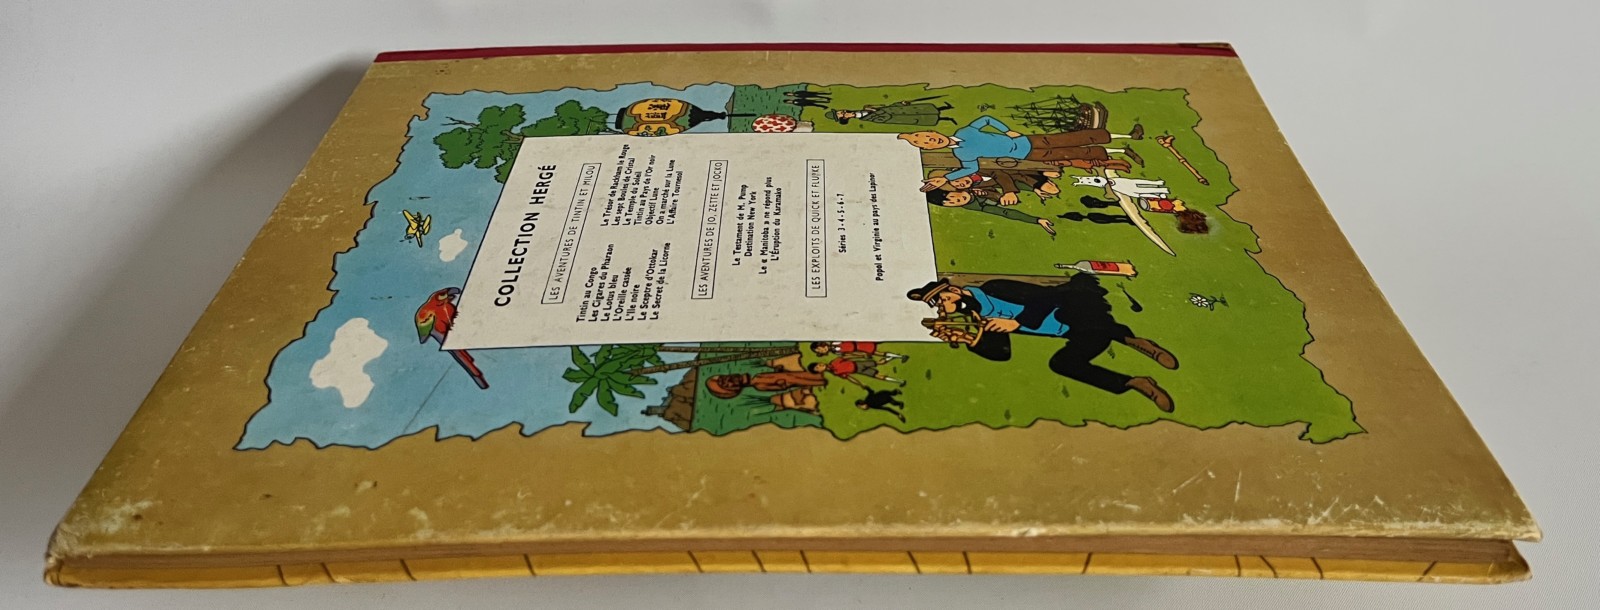 COLLECTION HERGÉ
LES AVENTURES DE TINTIN ET MILOU
Tintin au Congo
Les Cigares du Pharaon
Le Lotus bleu
L'Oreille cassée
L'Ile noire
Le Sceptre d'Ottokar
Le Secret de la Licorne
Le Trésor de Rackham le Rouge
Les sept Boules de Cristal
Le Temple du Soleil
Tintin au Pays de l'Or noir
Objectif Lune
On a marché sur la Lune
L'Affaire Tournesol
LES AVENTURES DE JO, ZETTE ET JOCKO
Le Testament de M. Pump
Destination New York
Le « Manitoba » ne répond plus
L'Éruption du Karamako
LES EXPLOITS DE QUICK ET FLUPKE
Séries 3 - 4 - 5 - 6 - 7
Popol et Virginie au pays des Lapinos